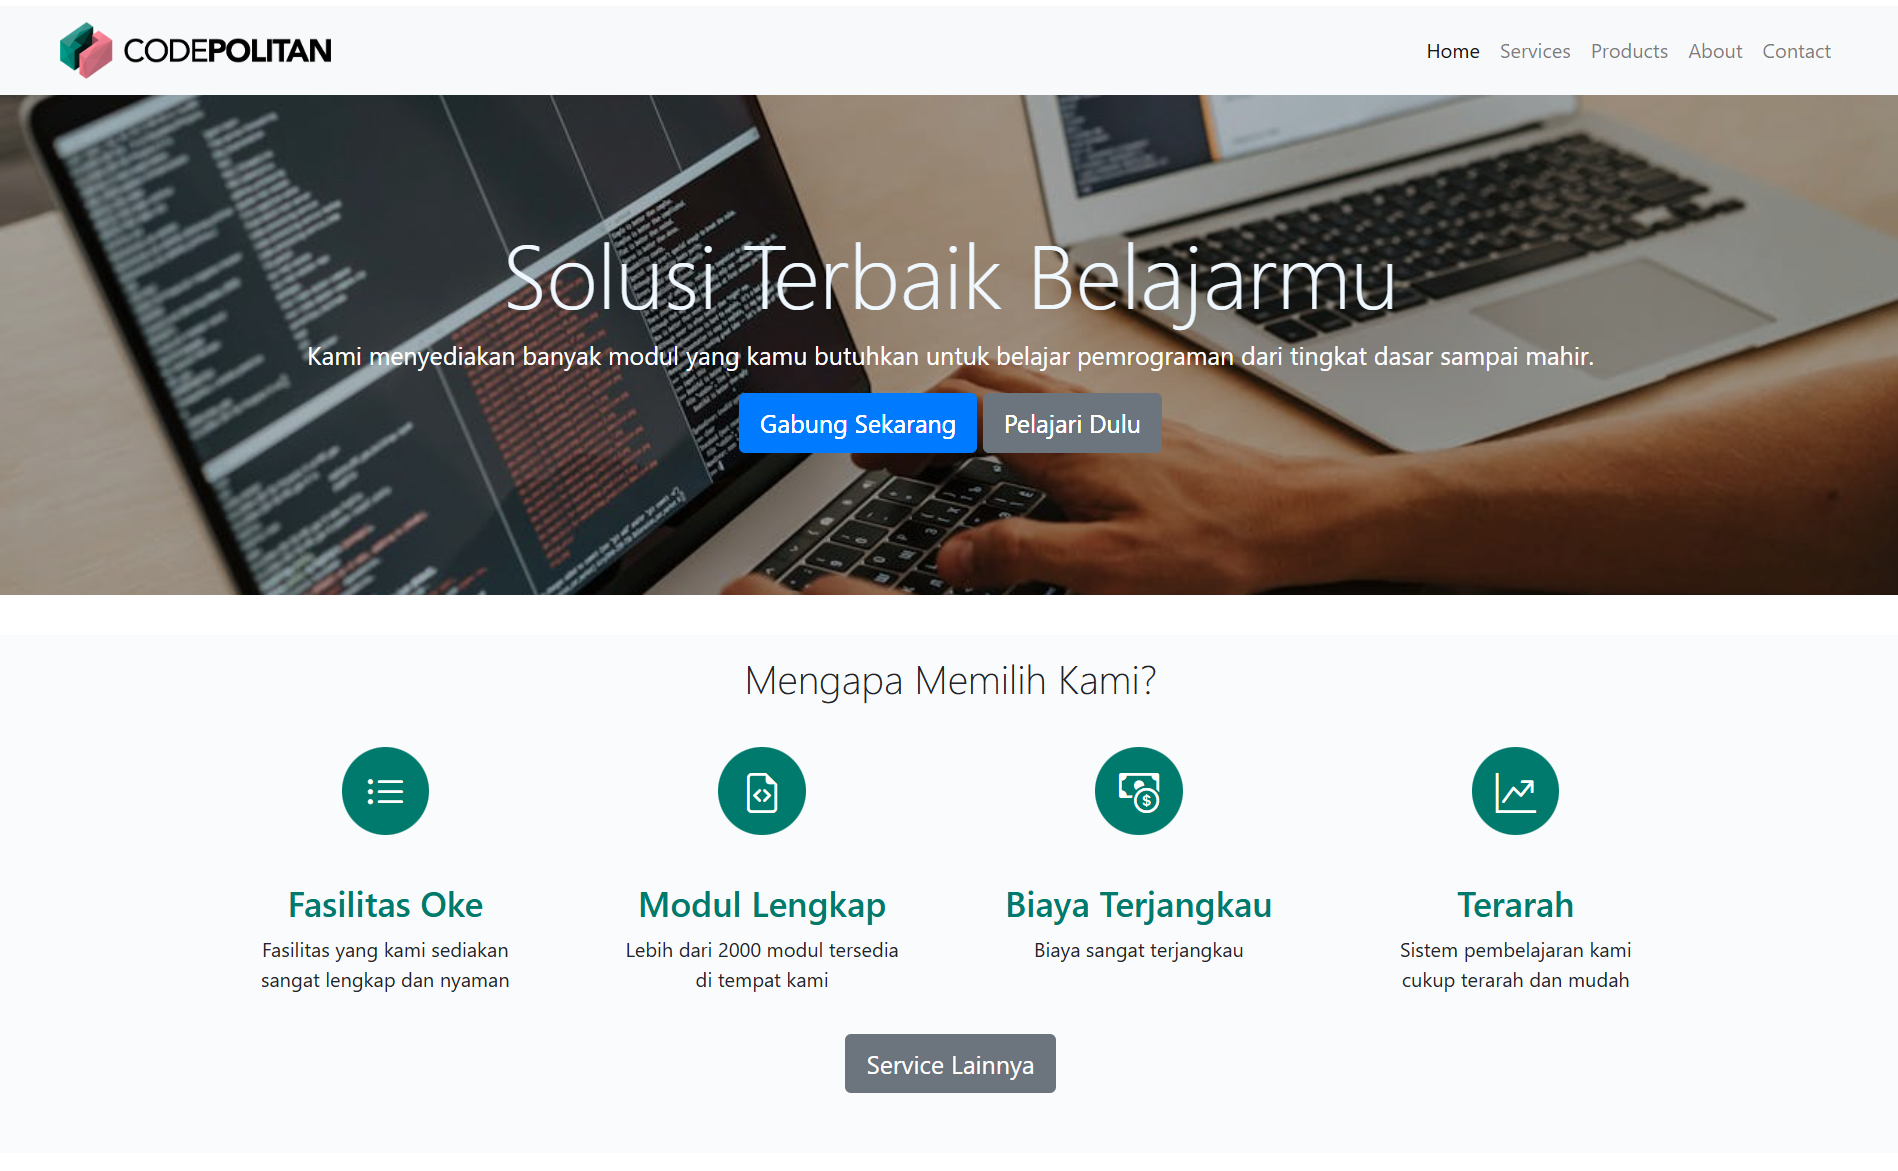 CODEPOLITAN
Home Services Products About Contact
Solusi Terbaik Belajarmu
Kami menyediakan banyak modul yang kamu butuhkan untuk belajar pemrograman dari tingkat dasar sampai mahir.
Gabung Sekarang Pelajari Dulu
Mengapa Memilih Kami?
Fasilitas Oke
Fasilitas yang kami sediakan
sangat lengkap dan nyaman
Modul Lengkap
Lebih dari 2000 modul tersedia
di tempat kami
Biaya Terjangkau
Biaya sangat terjangkau
Terarah
Sistem pembelajaran kami
cukup terarah dan mudah
Service Lainnya